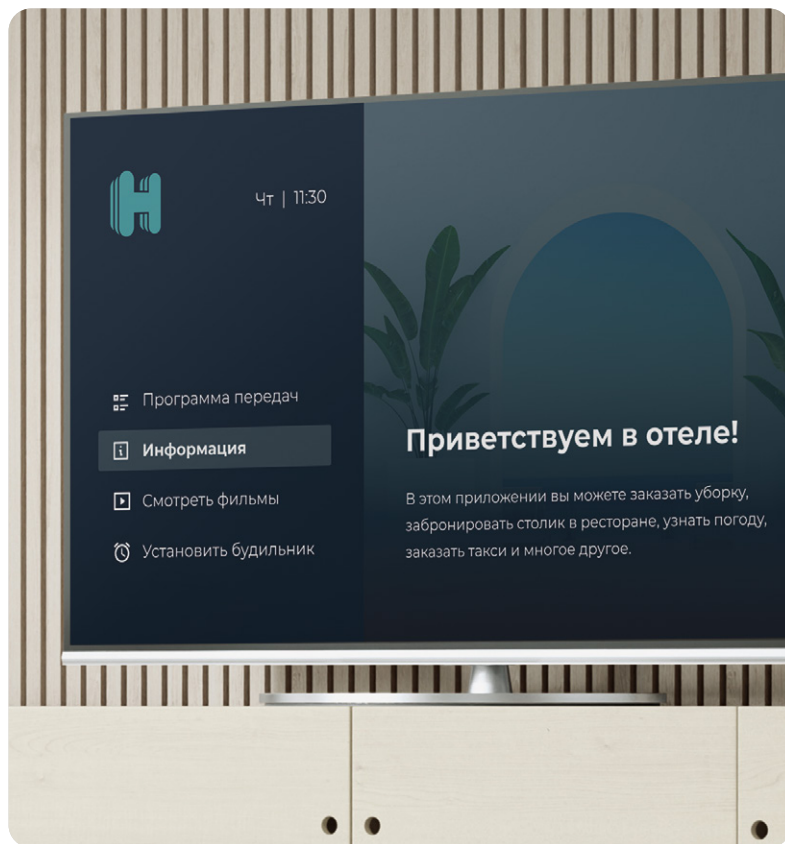 H
Чт | 11:30
Программа передач
Информация
Смотреть фильмы
Установить будильник
Приветствуем в отеле!
В этом приложении вы можете заказать уборку,
забронировать столик в ресторане, узнать погоду,
заказать такси и многое другое.